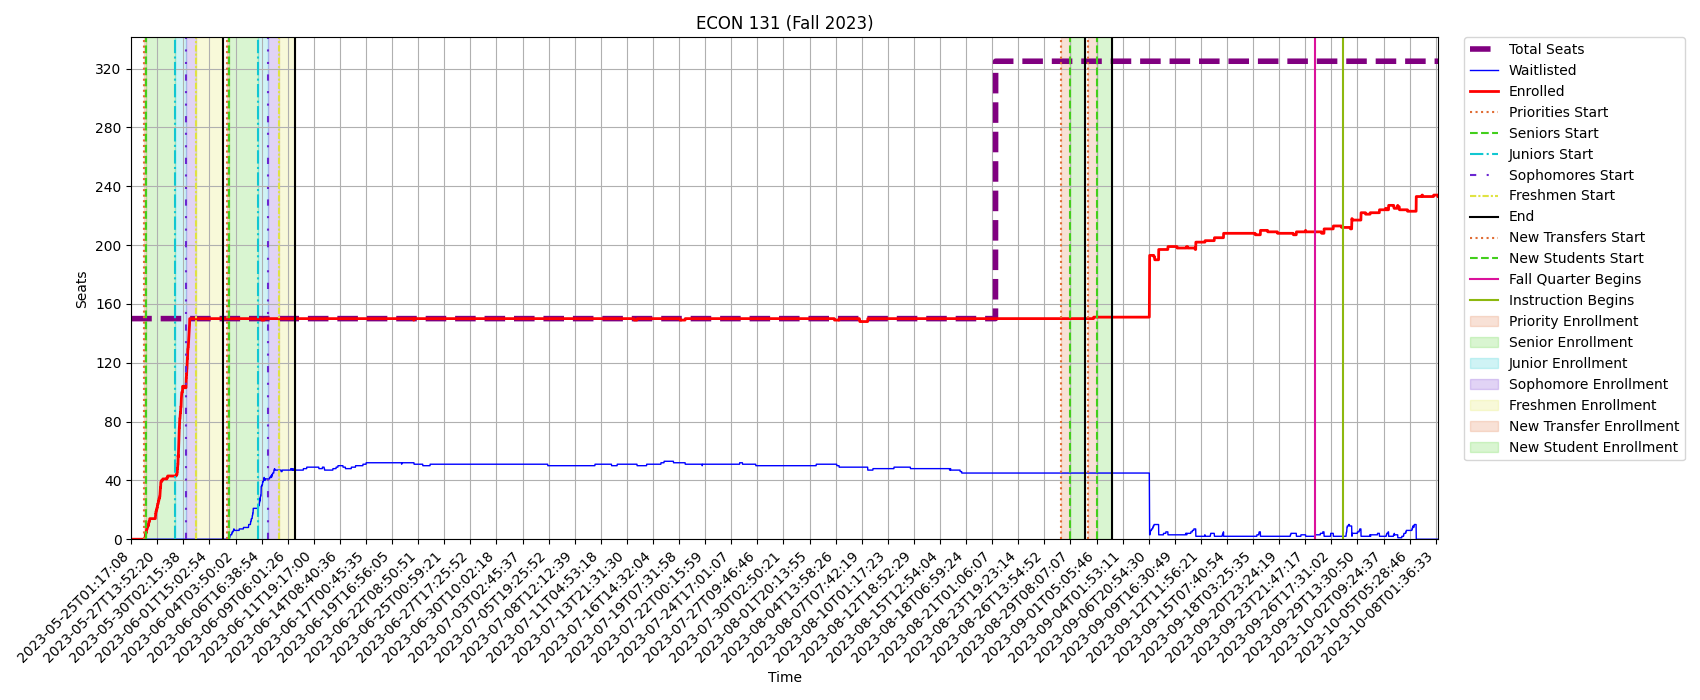 ECON 131 (Fall 2023)
Seats
320
280
240
200
160
120
80
40
0
2023-05-25T01:17:08
2023-05-27T13:52:20
2023-05-30T02:15:38
2023-06-01T15:02:54
2023-06-04T03:50:02
2023-06-06T16:38:54
2023-06-09T06:01:26
2023-06-11T19:17:00
2023-06-14T08:40:36
2023-06-17T00:45:35
2023-06-19T16:56:05
2023-06-22T08:50:51
2023-06-25T00:59:21
2023-06-27T17:25:52
2023-06-30T10:02:18
2023-07-03T02:45:37
2023-07-05T19:25:52
2023-07-08T12:12:39
2023-07-11T04:53:18
2023-07-13T21:31:30
2023-07-16T14:32:04
2023-07-19T07:31:58
2023-07-22T00:15:59
2023-07-24T17:01:07
2023-07-27T09:46:46
2023-07-30T02:50:21
2023-08-01T20:13:55
2023-08-04T13:58:26
2023-08-07T07:42:19
2023-08-10T01:17:23
2023-08-12T18:52:29
2023-08-15T12:54:04
2023-08-18T06:59:24
2023-08-21T01:06:07
2023-08-23T19:23:14
2023-08-26T13:54:52
2023-08-29T08:07:07
2023-09-01T05:05:46
2023-09-04T01:53:11
2023-09-06T20:54:30
2023-09-09T16:30:49
2023-09-12T11:56:21
2023-09-15T07:40:54
2023-09-18T03:25:35
2023-09-20T23:24:19
2023-09-23T21:47:17
2023-09-26T17:31:02
2023-09-29T13:30:50
2023-10-02T09:24:37
2023-10-05T05:28:46
2023-10-08T01:36:33
Time
Total Seats
Waitlisted
Enrolled
Priorities Start
Seniors Start
Juniors Start
Sophomores Start
Freshmen Start
End
New Transfers Start
New Students Start
Fall Quarter Begins
Instruction Begins
Priority Enrollment
Senior Enrollment
Junior Enrollment
Sophomore Enrollment
Freshmen Enrollment
New Transfer Enrollment
New Student Enrollment